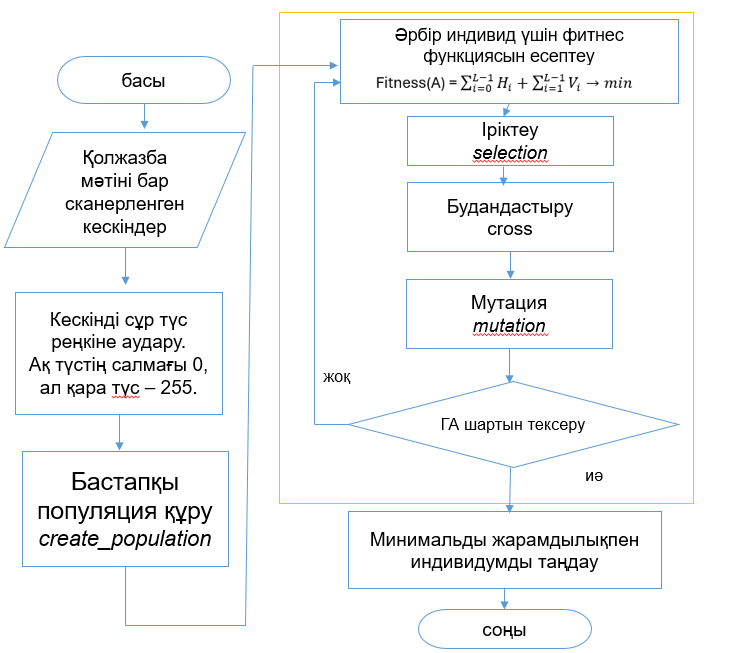 басы
Қолжазба
мәтіні бар
сканерленген
кескіндер
Кескінді сұр түс
реңкіне аудару.
Ақ түстің салмағы 0,
ал қара түс – 255.
Бастапқы
популяция құру
create_population
Әрбір индивид үшін фитнес
функциясын есептеу
Fitness(A) = ∑_{i=0}^{L−1} H_i + ∑_{i=1}^{L−1} V_i → min
Іріктеу
selection
Будандастыру
cross
Мутация
mutation
жоқ
ГА шартын тексеру
иә
Минимальды жарамдылықпен
индивидумды таңдау
соңы